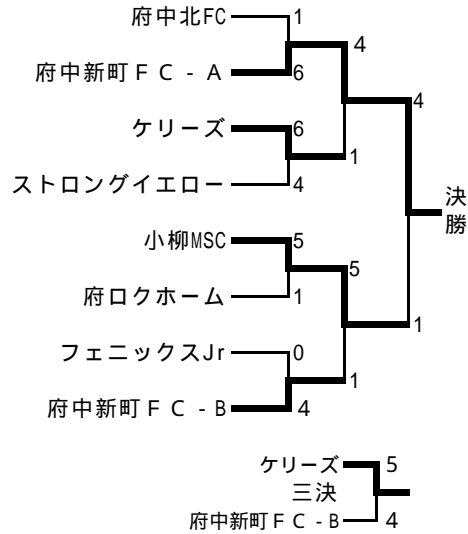 府中北FC 1
4
府中新町ＦＣ-Ａ 6
4
ケリーズ 6
1
ストロングイエロー 4
決勝
小柳MSC 5
5
府ロクホーム 1
1
フェニックスJr 0
1
府中新町ＦＣ-B 4
ケリーズ 5
三決
府中新町ＦＣ-B 4